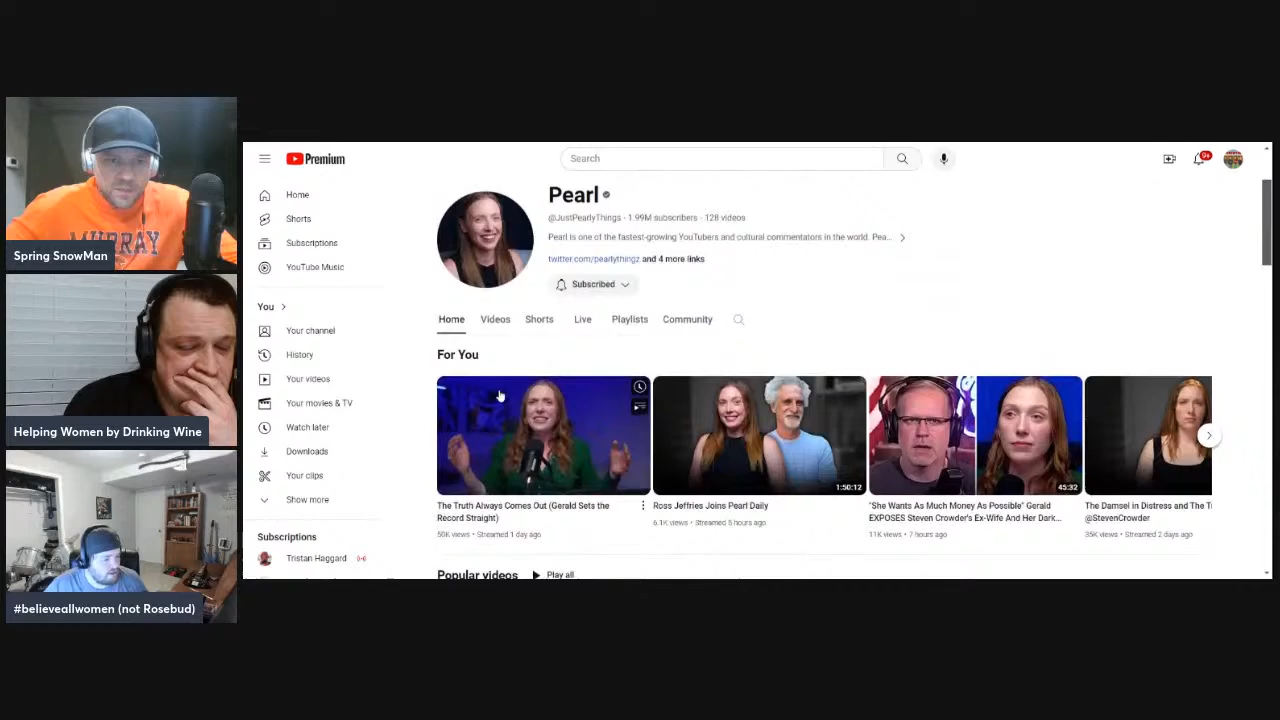 Spring SnowMan
MURRAY
Helping Women by Drinking Wine
#believeallwomen (not Rosebud)
Premium
Search
9+
Home
Shorts
Subscriptions
YouTube Music
You
Your channel
History
Your videos
Your movies & TV
Watch later
Downloads
Your clips
Show more
Subscriptions
Tristan Haggard
Pearl
@JustPearlyThings · 1.99M subscribers · 128 videos
Pearl is one of the fastest-growing YouTubers and cultural commentators in the world. Pea...
twitter.com/pearlythingz and 4 more links
Subscribed
Home Videos Shorts Live Playlists Community
For You
The Truth Always Comes Out (Gerald Sets the
Record Straight)
50K views • Streamed 1 day ago
1:50:12
Ross Jeffries Joins Pearl Daily
6.1K views • Streamed 5 hours ago
45:32
"She Wants As Much Money As Possible" Gerald
EXPOSES Steven Crowder's Ex-Wife And Her Dark...
11K views • 7 hours ago
The Damsel in Distress and The T
@StevenCrowder
35K views • Streamed 2 days ago
Popular videos Play all